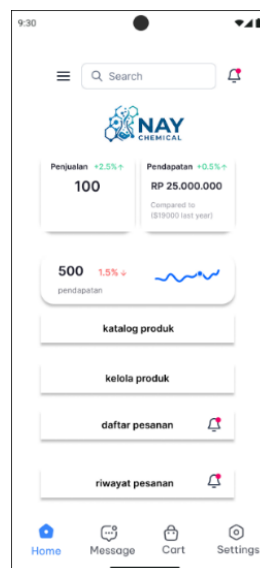 9:30
Search
NAY
CHEMICAL
Penjualan +2.5%↑
100
Pendapatan +0.5%↑
RP 25.000.000
Compared to
($19000 last year)
500 1.5%↓
pendapatan
katalog produk
kelola produk
daftar pesanan
riwayat pesanan
Home Message Cart Settings